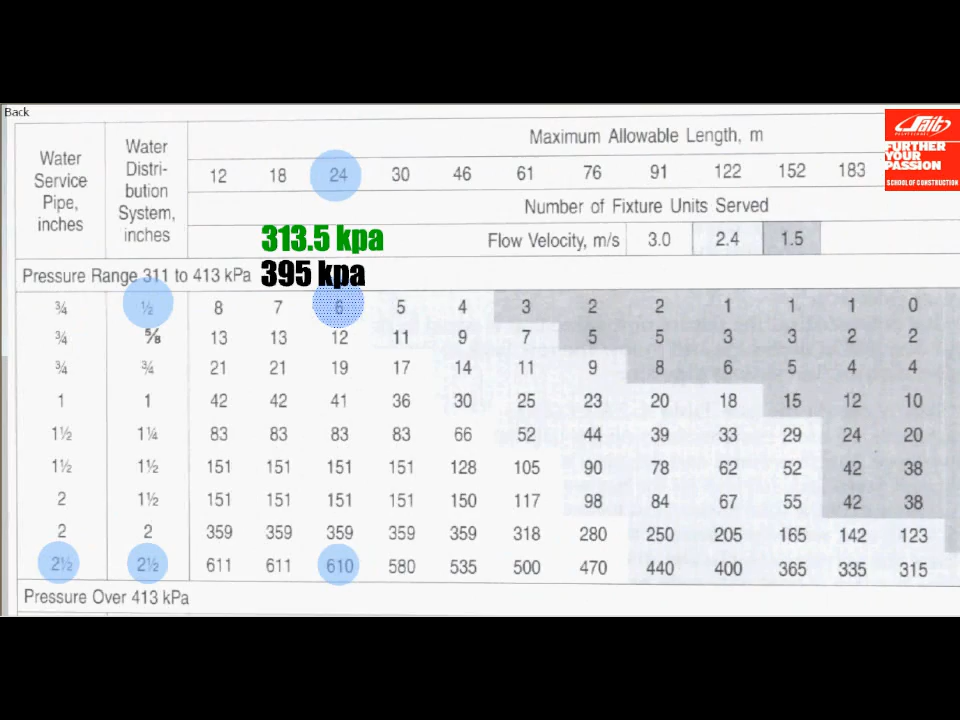 Back
Saif
FURTHER
YOUR
PASSION
SCHOOL OF CONSTRUCTION
Water Service Pipe, inches
Water Distri- bution System, inches
Maximum Allowable Length, m
12 18 24 30 46 61 76 91 122 152 183
Number of Fixture Units Served
Flow Velocity, m/s 3.0 2.4 1.5
313.5 kpa
395 kpa
Pressure Range 311 to 413 kPa
¾ ½ 8 7 6 5 4 3 2 2 1 1 1 0
¾ ⅝ 13 13 12 11 9 7 5 5 3 3 2 2
¾ ¾ 21 21 19 17 14 11 9 8 6 5 4 4
1 1 42 42 41 36 30 25 23 20 18 15 12 10
1½ 1¼ 83 83 83 83 66 52 44 39 33 29 24 20
1½ 1½ 151 151 151 151 128 105 90 78 62 52 42 38
2 1½ 151 151 151 151 150 117 98 84 67 55 42 38
2 2 359 359 359 359 359 318 280 250 205 165 142 123
2½ 2½ 611 611 610 580 535 500 470 440 400 365 335 315
Pressure Over 413 kPa